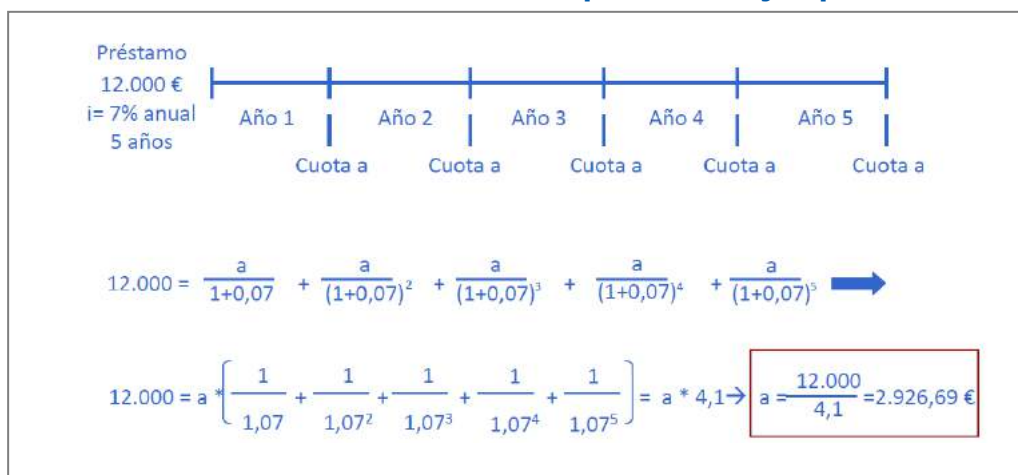 Préstamo
12.000 €
i= 7% anual
5 años
Año 1 Año 2 Año 3 Año 4 Año 5
Cuota a Cuota a Cuota a Cuota a Cuota a
12.000 = a/(1+0,07) + a/(1+0,07)² + a/(1+0,07)³ + a/(1+0,07)⁴ + a/(1+0,07)⁵
12.000 = a * ( 1/1,07 + 1/1,07² + 1/1,07³ + 1/1,07⁴ + 1/1,07⁵ ) = a * 4,1→ a = 12.000/4,1 =2.926,69 €